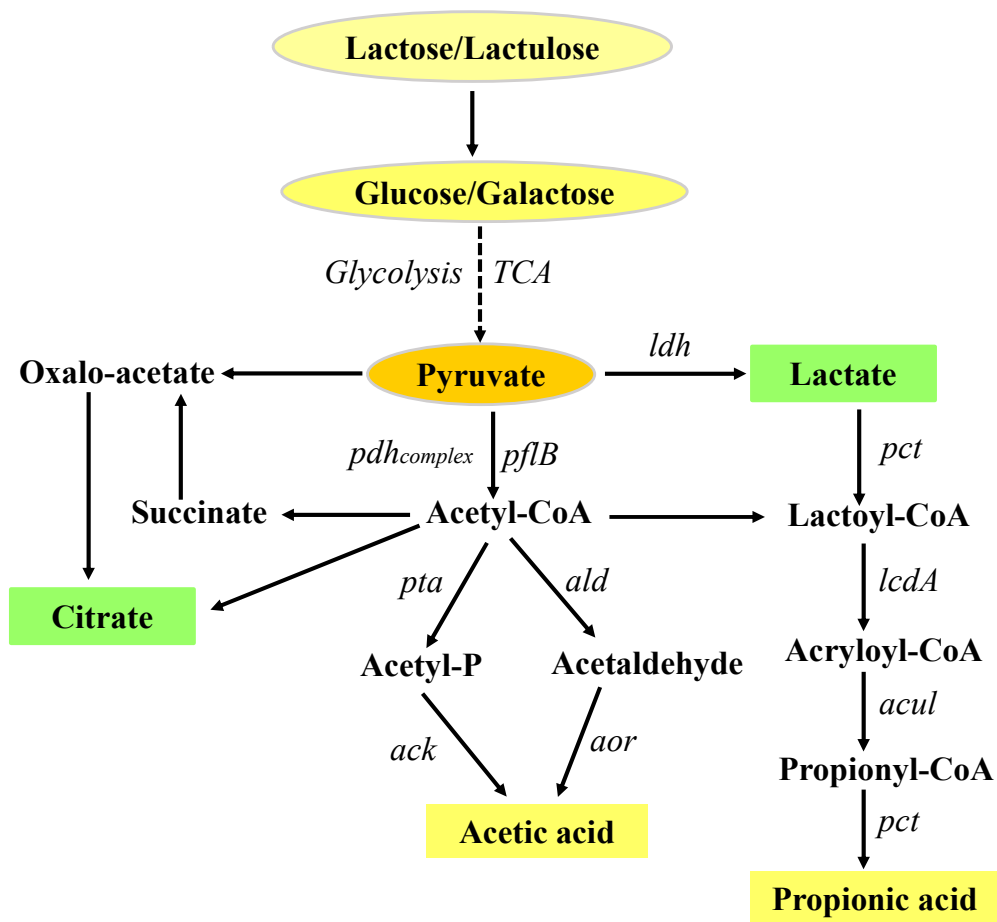 Lactose/Lactulose
Glucose/Galactose
Glycolysis TCA
Oxalo-acetate
Pyruvate
ldh
Lactate
pdhcomplex pflB
pct
Succinate
Acetyl-CoA
Lactoyl-CoA
Citrate
pta
ald
lcdA
Acetyl-P
Acetaldehyde
Acryloyl-CoA
ack
aor
acul
Propionyl-CoA
Acetic acid
pct
Propionic acid